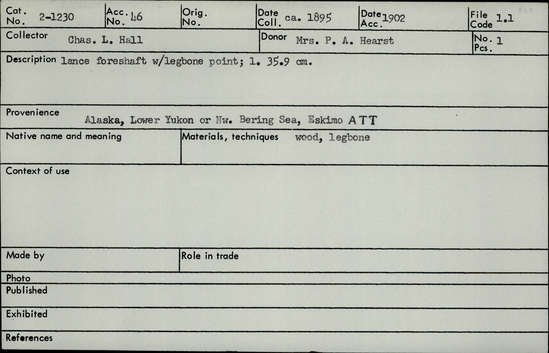 Cat. No. 2-1230 Acc. No. 46 Orig. No. Date Coll. ca. 1895 Date Acc. 1902 File Code 1.1
Collector Chas. L. Hall Donor Mrs. P. A. Hearst No. Pcs. 1
Description lance foreshaft w/legbone point; l. 35.9 cm.
Provenience Alaska, Lower Yukon or Nw. Bering Sea, Eskimo ATT
Native name and meaning Materials, techniques wood, legbone
Context of use
Made by Role in trade
Photo
Published
Exhibited
References